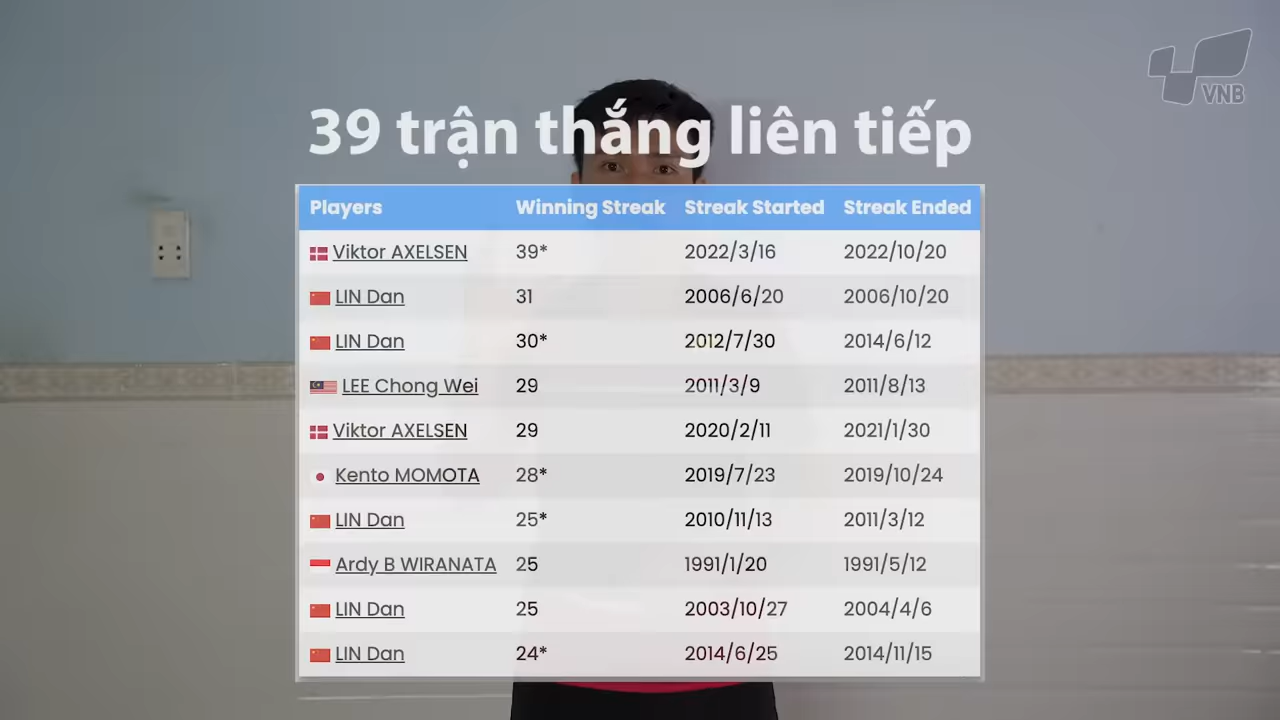 VNB
39 trận thắng liên tiếp
Players Winning Streak Streak Started Streak Ended
Viktor AXELSEN 39* 2022/3/16 2022/10/20
LIN Dan 31 2006/6/20 2006/10/20
LIN Dan 30* 2012/7/30 2014/6/12
LEE Chong Wei 29 2011/3/9 2011/8/13
Viktor AXELSEN 29 2020/2/11 2021/1/30
Kento MOMOTA 28* 2019/7/23 2019/10/24
LIN Dan 25* 2010/11/13 2011/3/12
Ardy B WIRANATA 25 1991/1/20 1991/5/12
LIN Dan 25 2003/10/27 2004/4/6
LIN Dan 24* 2014/6/25 2014/11/15